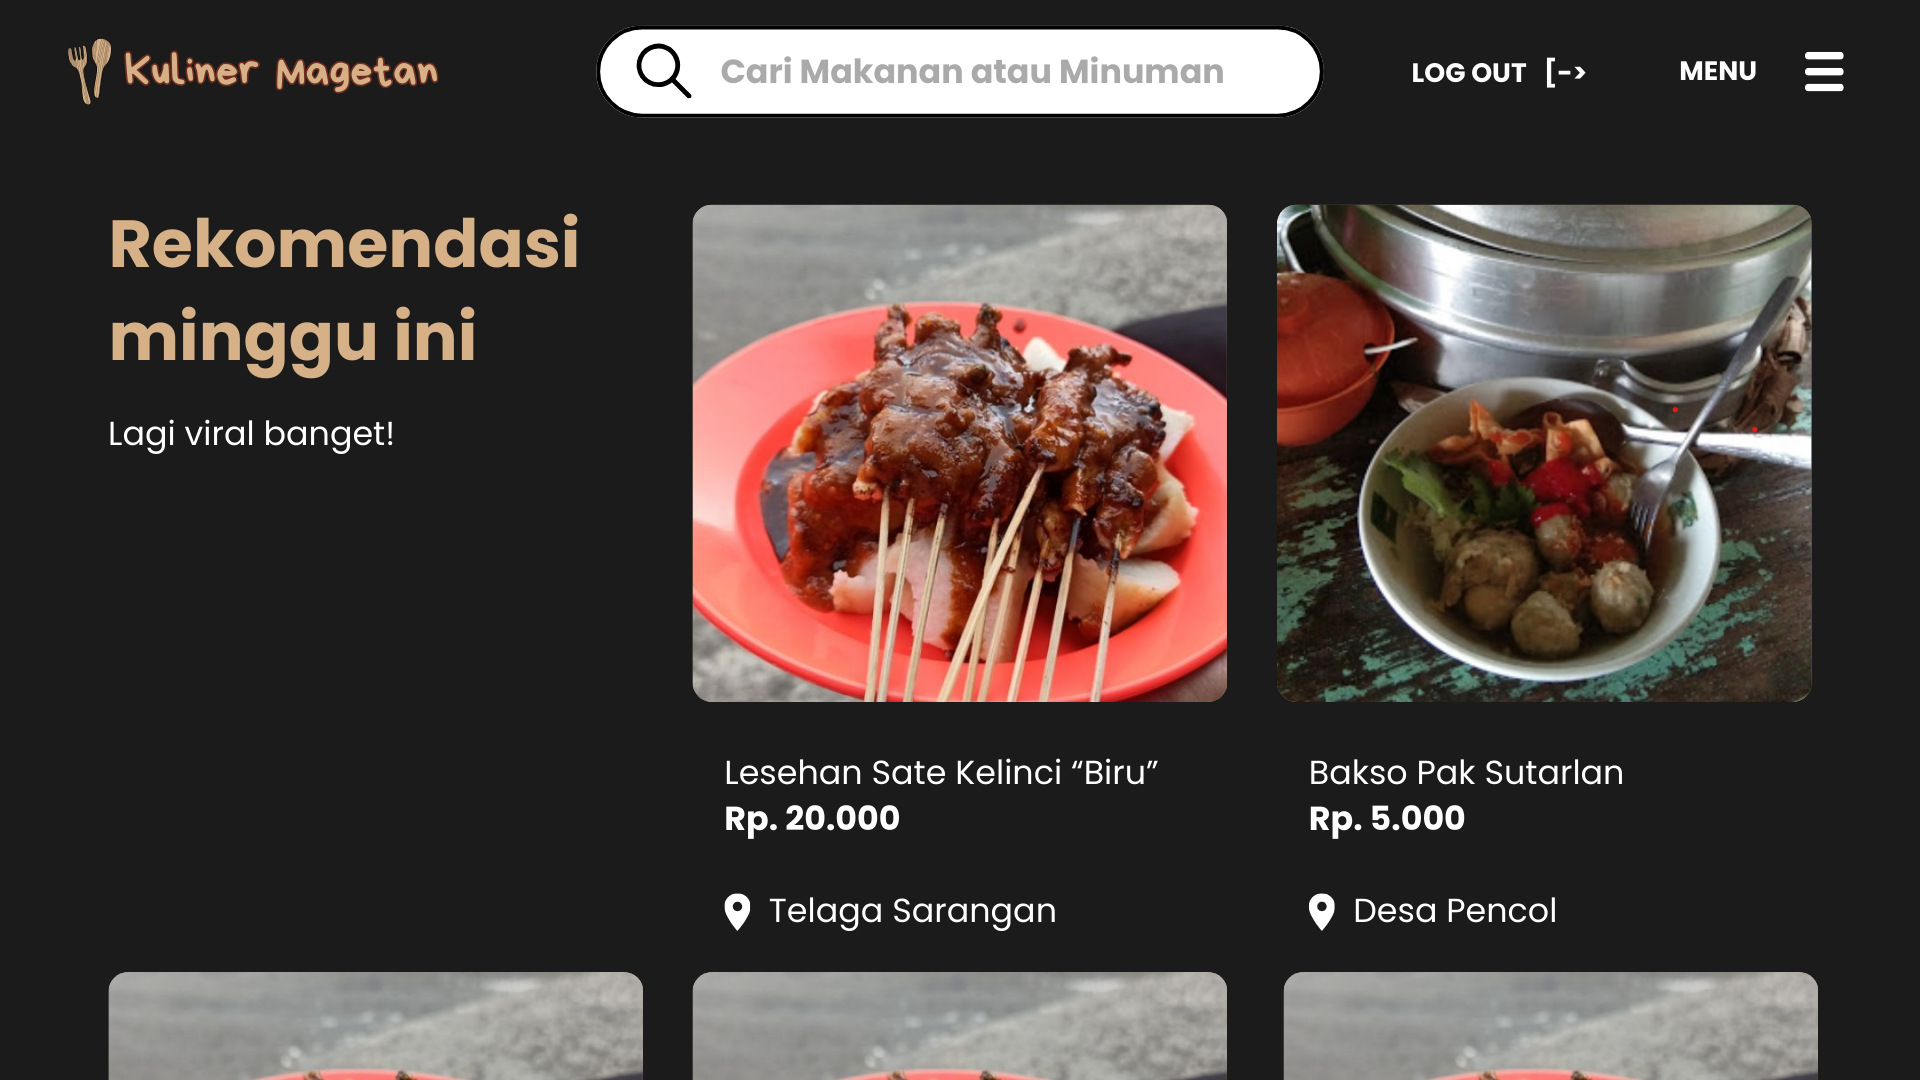 Kuliner Magetan
Cari Makanan atau Minuman
LOG OUT [->
MENU
Rekomendasi
minggu ini
Lagi viral banget!
Lesehan Sate Kelinci “Biru”
Rp. 20.000
Telaga Sarangan
Bakso Pak Sutarlan
Rp. 5.000
Desa Pencol